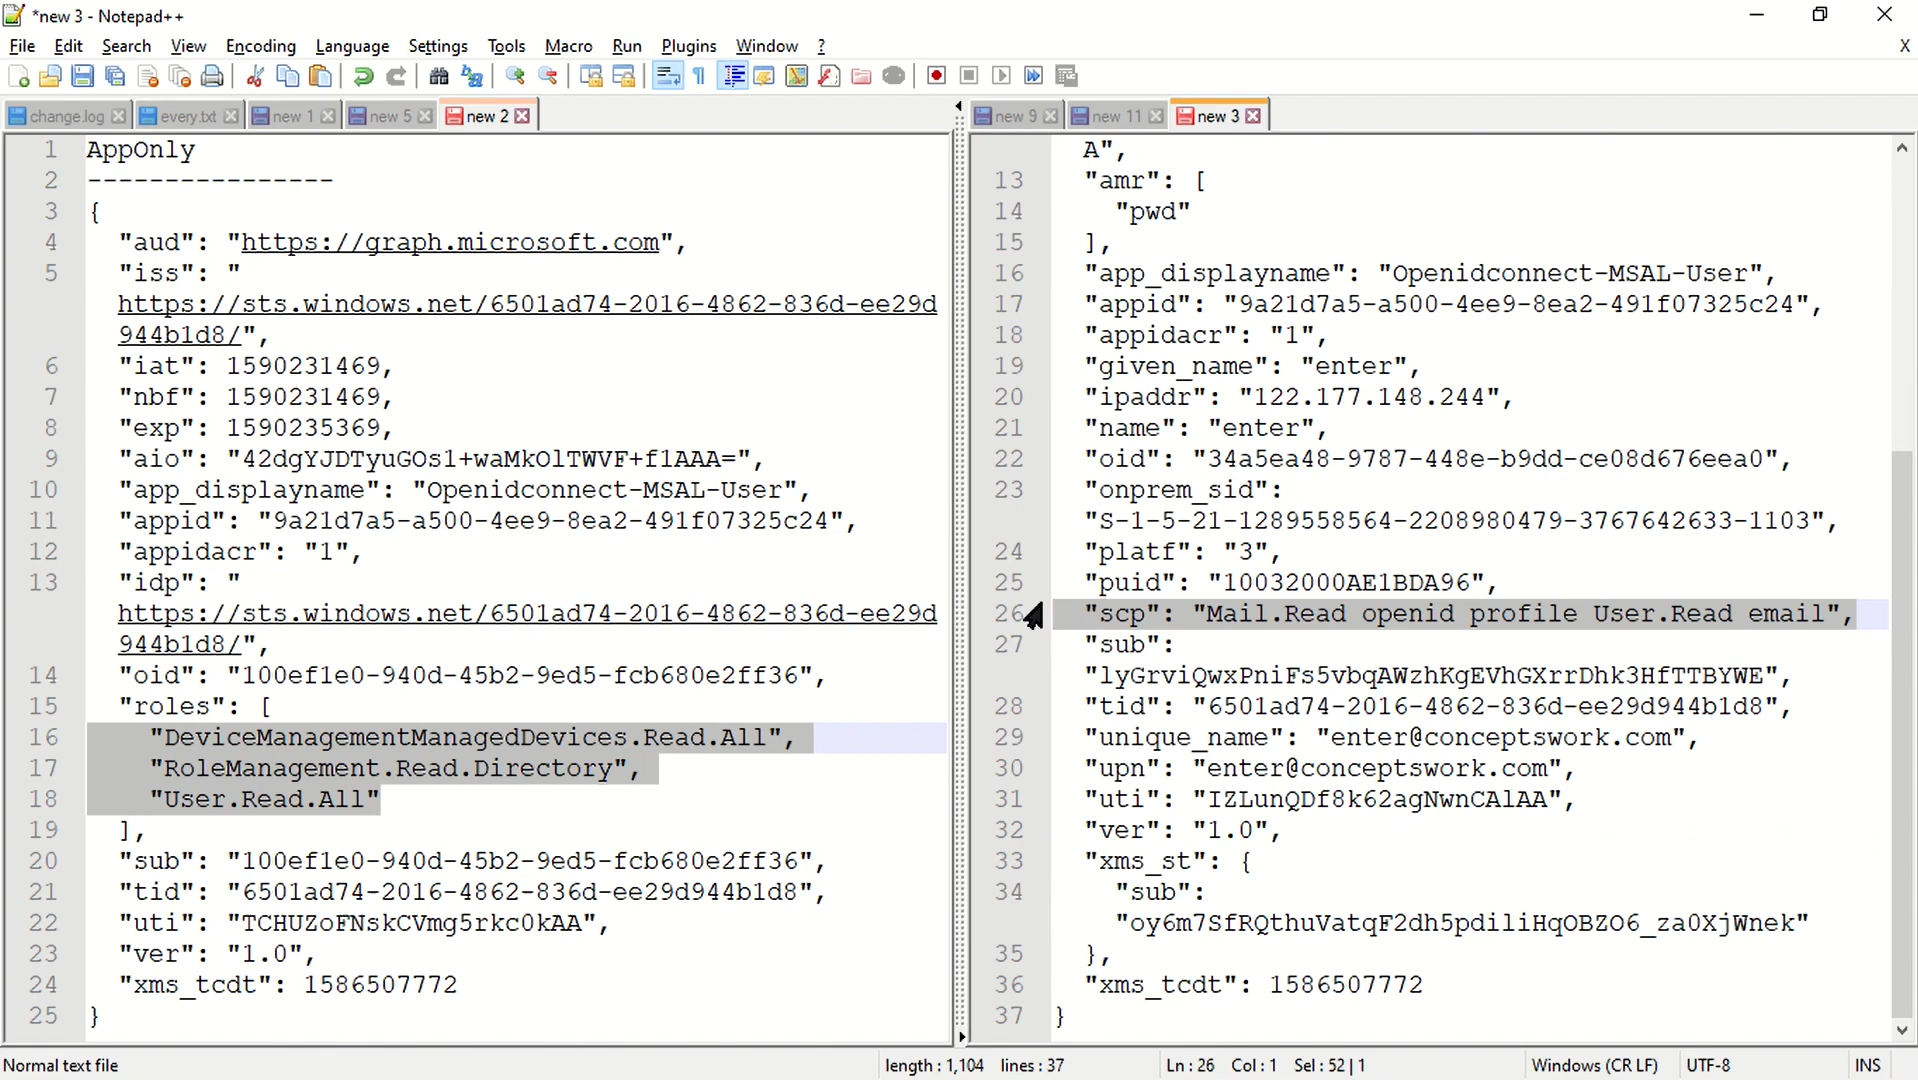 *new 3 - Notepad++
File Edit Search View Encoding Language Settings Tools Macro Run Plugins Window ? X
change.log every.txt new 1 new 5 new 2
1 AppOnly
2 ----------------
3 {
4 "aud": "https://graph.microsoft.com",
5 "iss": "
https://sts.windows.net/6501ad74-2016-4862-836d-ee29d
944b1d8/",
6 "iat": 1590231469,
7 "nbf": 1590231469,
8 "exp": 1590235369,
9 "aio": "42dgYJDTyuGOsl+waMkOlTWVF+flAAA=",
10 "app_displayname": "Openidconnect-MSAL-User",
11 "appid": "9a21d7a5-a500-4ee9-8ea2-491f07325c24",
12 "appidacr": "1",
13 "idp": "
https://sts.windows.net/6501ad74-2016-4862-836d-ee29d
944b1d8/",
14 "oid": "100ef1e0-940d-45b2-9ed5-fcb680e2ff36",
15 "roles": [
16 "DeviceManagementManagedDevices.Read.All",
17 "RoleManagement.Read.Directory",
18 "User.Read.All"
19 ],
20 "sub": "100ef1e0-940d-45b2-9ed5-fcb680e2ff36",
21 "tid": "6501ad74-2016-4862-836d-ee29d944b1d8",
22 "uti": "TCHUZoFNskCVmg5rkc0kAA",
23 "ver": "1.0",
24 "xms_tcdt": 1586507772
25 }
new 9 new 11 new 3
A",
13 "amr": [
14 "pwd"
15 ],
16 "app_displayname": "Openidconnect-MSAL-User",
17 "appid": "9a21d7a5-a500-4ee9-8ea2-491f07325c24",
18 "appidacr": "1",
19 "given_name": "enter",
20 "ipaddr": "122.177.148.244",
21 "name": "enter",
22 "oid": "34a5ea48-9787-448e-b9dd-ce08d676eea0",
23 "onprem_sid":
"S-1-5-21-1289558564-2208980479-3767642633-1103",
24 "platf": "3",
25 "puid": "10032000AE1BDA96",
26 "scp": "Mail.Read openid profile User.Read email",
27 "sub":
"lyGrviQwxPniFs5vbqAWzhKgEVhGXrrDhk3HfTTBYWE",
28 "tid": "6501ad74-2016-4862-836d-ee29d944b1d8",
29 "unique_name": "enter@conceptswork.com",
30 "upn": "enter@conceptswork.com",
31 "uti": "IZLunQDf8k62agNwnCAlAA",
32 "ver": "1.0",
33 "xms_st": {
34 "sub":
"oy6m7SfRQthuVatqF2dh5pdiliHqOBZO6_za0XjWnek"
35 },
36 "xms_tcdt": 1586507772
37 }
Normal text file length : 1,104 lines : 37 Ln : 26 Col : 1 Sel : 52 | 1 Windows (CR LF) UTF-8 INS